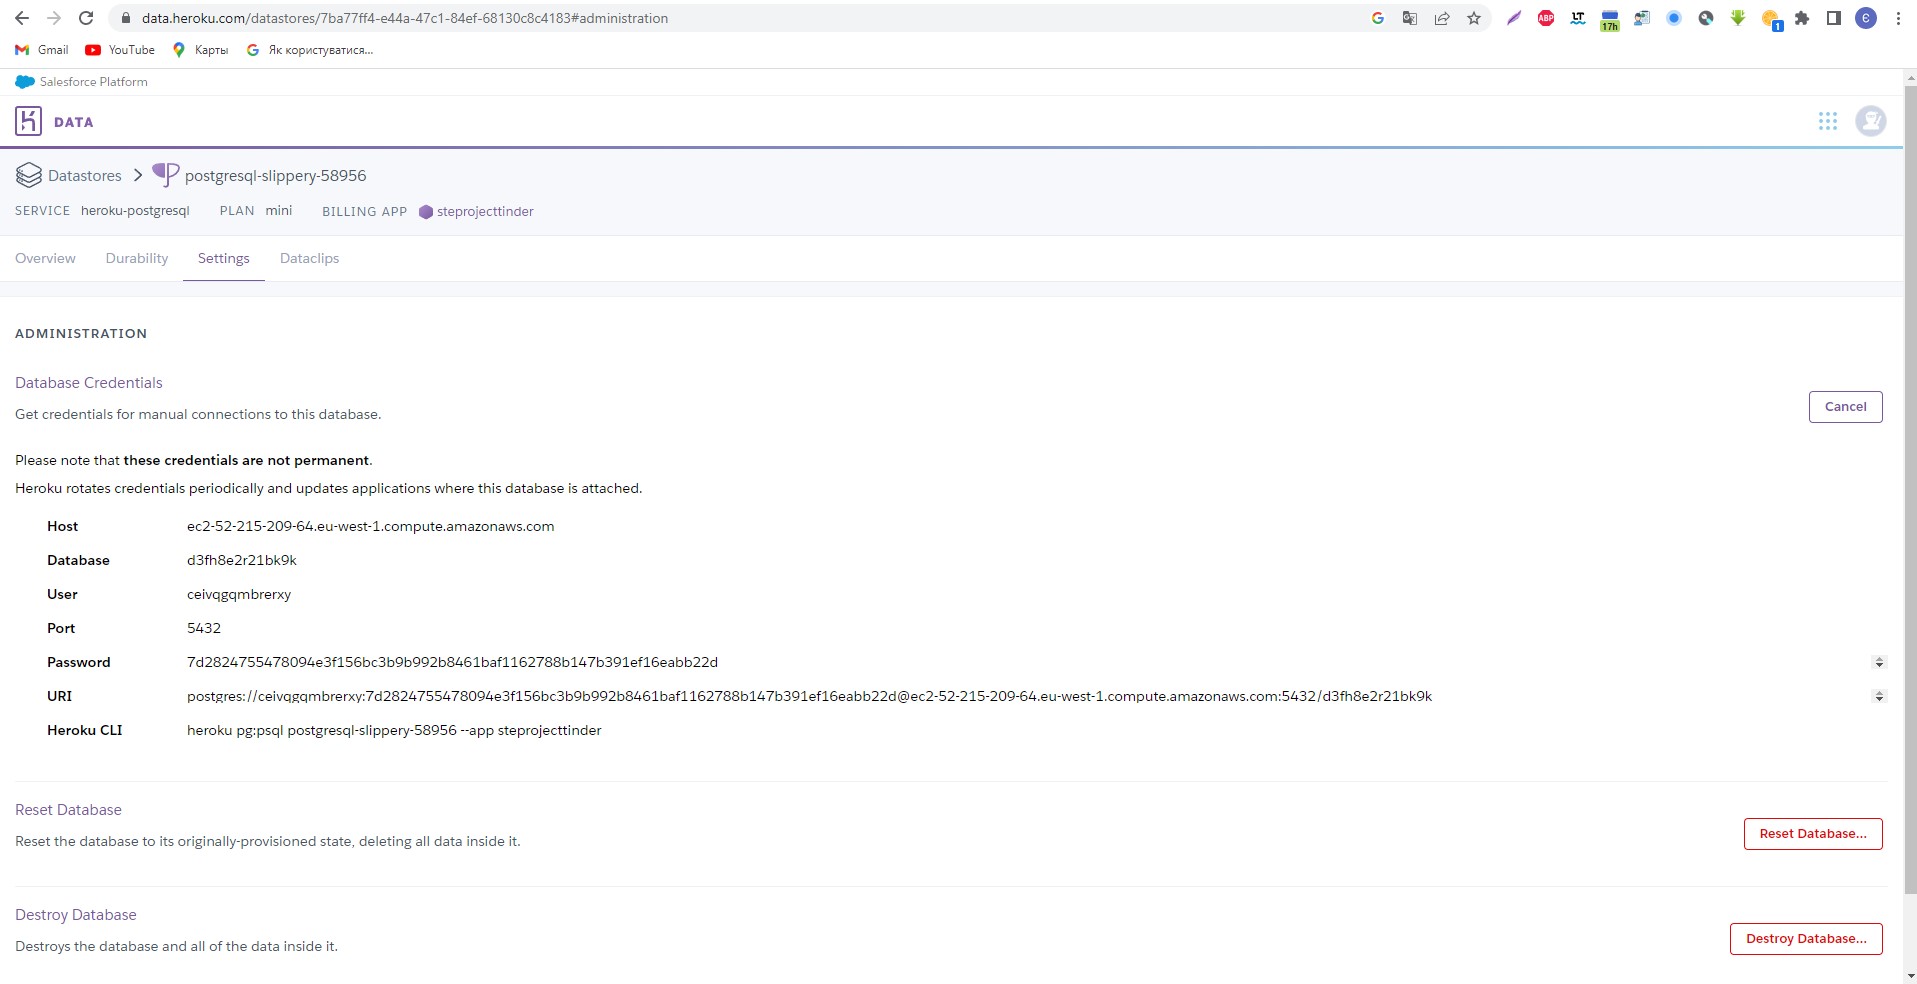 data.heroku.com/datastores/7ba77ff4-e44a-47c1-84ef-68130c8c4183#administration
ABP
LT
17h
1
Є
Gmail
YouTube
Карты
Як користуватися...
Salesforce Platform
DATA
Datastores
postgresql-slippery-58956
SERVICE heroku-postgresql PLAN mini BILLING APP steprojecttinder
Overview Durability Settings Dataclips
ADMINISTRATION
Database Credentials
Get credentials for manual connections to this database.
Cancel
Please note that these credentials are not permanent.
Heroku rotates credentials periodically and updates applications where this database is attached.
Host ec2-52-215-209-64.eu-west-1.compute.amazonaws.com
Database d3fh8e2r21bk9k
User ceivqgqmbrerxy
Port 5432
Password 7d2824755478094e3f156bc3b9b992b8461baf1162788b147b391ef16eabb22d
URI postgres://ceivqgqmbrerxy:7d2824755478094e3f156bc3b9b992b8461baf1162788b147b391ef16eabb22d@ec2-52-215-209-64.eu-west-1.compute.amazonaws.com:5432/d3fh8e2r21bk9k
Heroku CLI heroku pg:psql postgresql-slippery-58956 --app steprojecttinder
Reset Database
Reset the database to its originally-provisioned state, deleting all data inside it.
Reset Database...
Destroy Database
Destroys the database and all of the data inside it.
Destroy Database...